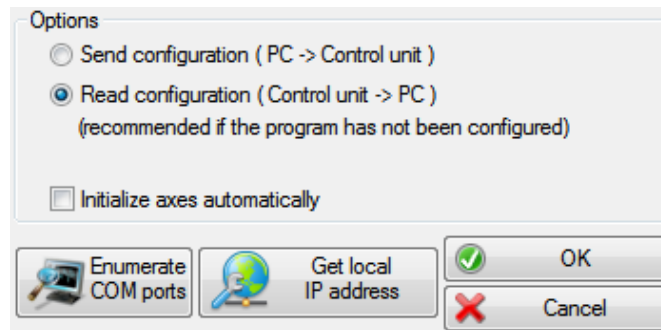 Options
Send configuration ( PC -> Control unit )
Read configuration ( Control unit -> PC )
(recommended if the program has not been configured)
Initialize axes automatically
Enumerate
COM ports
Get local
IP address
OK
Cancel